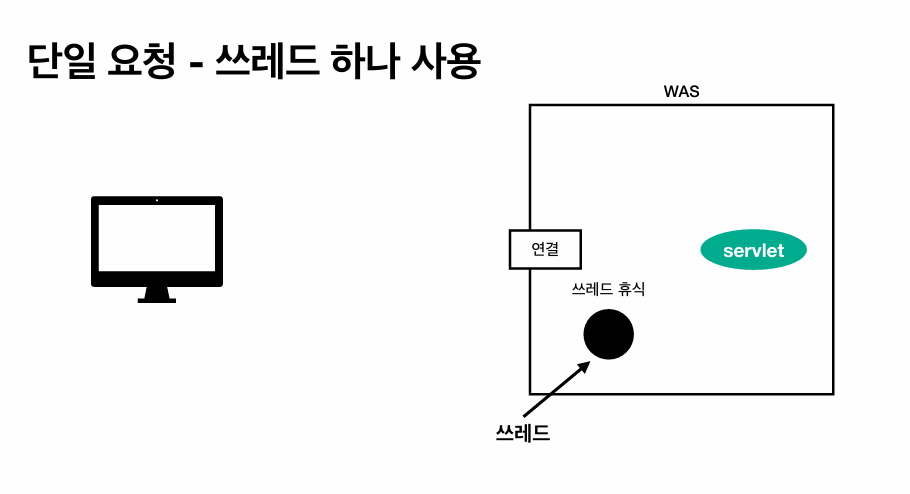 단일 요청 - 쓰레드 하나 사용
WAS
연결
servlet
쓰레드 휴식
쓰레드